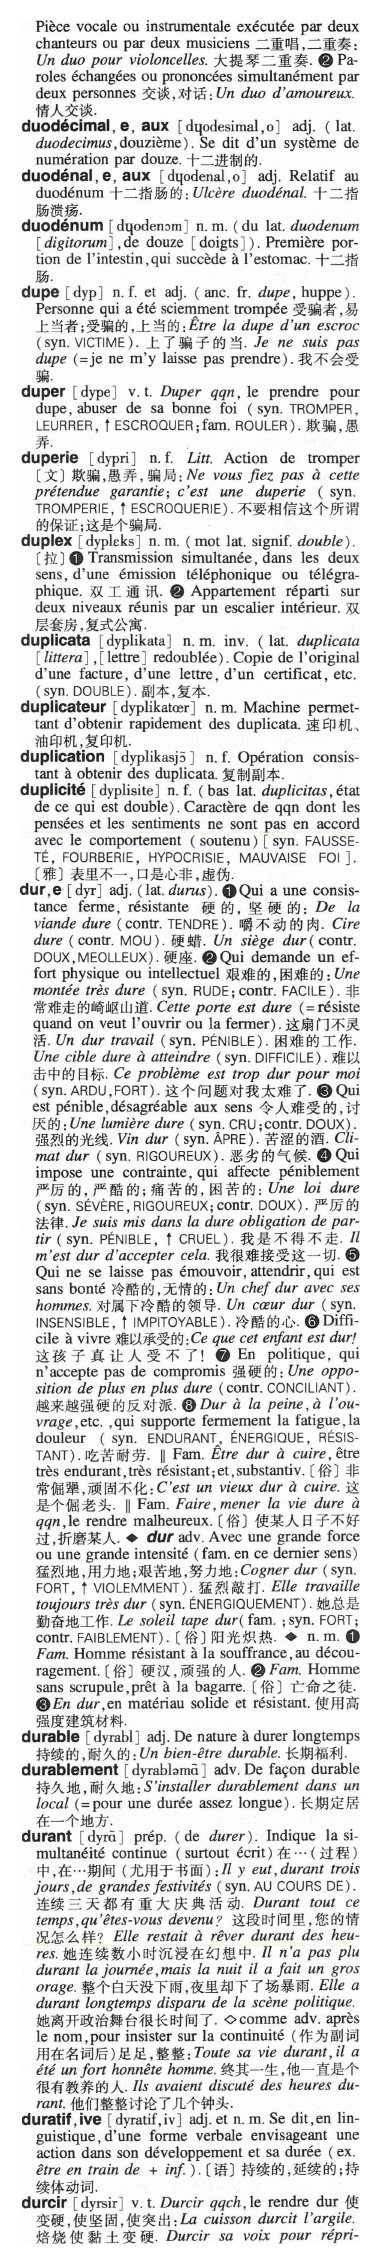 Pièce vocale ou instrumentale exécutée par deux
chanteurs ou par deux musiciens 二重唱,二重奏:
Un duo pour violoncelles. 大提琴二重奏. ❷ Pa-
roles échangées ou prononcées simultanément par
deux personnes 交谈,对话: Un duo d'amoureux.
情人交谈.
duodécimal, e, aux [dɥodesimal,o] adj. ( lat.
duodecimus,douzième). Se dit d'un système de
numération par douze. 十二进制的.
duodénal, e, aux [dɥodenal,o] adj. Relatif au
duodénum 十二指肠的: Ulcère duodénal. 十二指
肠溃疡.
duodénum [dɥodenɔm] n. m. ( du lat. duodenum
[digitorum],de douze [doigts]). Première por-
tion de l'intestin,qui succède à l'estomac. 十二指
肠.
dupe [dyp] n. f. et adj. ( anc. fr. dupe, huppe).
Personne qui a été sciemment trompée 受骗者,易
上当者;受骗的,上当的: Être la dupe d'un escroc
(syn. VICTIME). 上了骗子的当. Je ne suis pas
dupe (=je ne m'y laisse pas prendre). 我不会受
骗.
duper [dype] v. t. Duper qqn, le prendre pour
dupe, abuser de sa bonne foi ( syn. TROMPER,
LEURRER, ↑ ESCROQUER;fam. ROULER). 欺骗,愚
弄.
duperie [dypri] n. f. Litt. Action de tromper
〔文〕欺骗,愚弄,骗局: Ne vous fiez pas à cette
prétendue garantie; c'est une duperie ( syn.
TROMPERIE, ↑ ESCROQUERIE). 不要相信这个所谓
的保证;这是个骗局.
duplex [dyplɛks] n. m. ( mot lat. signif. double).
〔拉〕❶ Transmission simultanée, dans les deux
sens, d'une émission téléphonique ou télégra-
phique. 双工通讯. ❷ Appartement réparti sur
deux niveaux réunis par un escalier intérieur. 双
层套房,复式公寓.
duplicata [dyplikata] n. m. inv. ( lat. duplicata
[littera],[lettre] redoublée). Copie de l'original
d'une facture, d'une lettre, d'un certificat, etc.
(syn. DOUBLE). 副本,复本.
duplicateur [dyplikatœr] n. m. Machine permet-
tant d'obtenir rapidement des duplicata. 速印机、
油印机,复印机.
duplication [dyplikasjɔ̃] n. f. Opération consis-
tant à obtenir des duplicata. 复制副本.
duplicité [dyplisite] n. f. ( bas lat. duplicitas,état
de ce qui est double). Caractère de qqn dont les
pensées et les sentiments ne sont pas en accord
avec le comportement ( soutenu) [ syn. FAUSSE-
TÉ, FOURBERIE, HYPOCRISIE, MAUVAISE FOI ].
〔雅〕表里不一,口是心非,虚伪.
dur,e [dyr] adj. (lat. durus). ❶ Qui a une consis-
tance ferme, résistante 硬的, 坚硬的: De la
viande dure (contr. TENDRE). 嚼不动的肉. Cire
dure ( contr. MOU). 硬蜡. Un siège dur ( contr.
DOUX,MEOLLEUX). 硬座. ❷ Qui demande un ef-
fort physique ou intellectuel 艰难的,困难的: Une
montée très dure (syn. RUDE;contr. FACILE). 非
常难走的崎岖山道. Cette porte est dure (=résiste
quand on veut l'ouvrir ou la fermer). 这扇门不灵
活. Un dur travail (syn. PÉNIBLE). 困难的工作.
Une cible dure à atteindre (syn. DIFFICILE). 难以
击中的目标. Ce problème est trop dur pour moi
(syn. ARDU,FORT). 这个问题对我太难了. ❸ Qui
est pénible,désagréable aux sens 令人难受的,讨
厌的: Une lumière dure (syn. CRU;contr. DOUX).
强烈的光线. Vin dur (syn. ÂPRE). 苦涩的酒. Cli-
mat dur (syn. RIGOUREUX). 恶劣的气候. ❹ Qui
impose une contrainte, qui affecte péniblement
严厉的, 严酷的; 痛苦的, 困苦的: Une loi dure
(syn. SÉVÈRE,RIGOUREUX;contr. DOUX). 严厉的
法律. Je suis mis dans la dure obligation de par-
tir ( syn. PÉNIBLE, ↑ CRUEL). 我是不得不走. Il
m'est dur d'accepter cela. 我很难接受这一切. ❺
Qui ne se laisse pas émouvoir, attendrir, qui est
sans bonté 冷酷的,无情的: Un chef dur avec ses
hommes. 对属下冷酷的领导. Un cœur dur (syn.
INSENSIBLE, ↑ IMPITOYABLE). 冷酷的心. ❻ Diffi-
cile à vivre 难以承受的: Ce que cet enfant est dur!
这孩子真让人受不了! ❼ En politique, qui
n'accepte pas de compromis 强硬的: Une oppo-
sition de plus en plus dure (contr. CONCILIANT).
越来越强硬的反对派. ❽ Dur à la peine, à l'ou-
vrage,etc. ,qui supporte fermement la fatigue,la
douleur ( syn. ENDURANT, ÉNERGIQUE, RÉSIS-
TANT). 吃苦耐劳. ‖ Fam. Être dur à cuire,être
très endurant,très résistant;et,substantiv. 〔俗〕非
常倔犟,顽固不化: C'est un vieux dur à cuire. 这
是个倔老头. ‖ Fam. Faire, mener la vie dure à
qqn,le rendre malheureux. 〔俗〕使某人日子不好
过,折磨某人. ◆ dur adv. Avec une grande force
ou une grande intensité (fam. en ce dernier sens)
猛烈地,用力地;艰苦地,努力地: Cogner dur (syn.
FORT, ↑ VIOLEMMENT). 猛烈敲打. Elle travaille
toujours très dur (syn. ÉNERGIQUEMENT). 她总是
勤奋地工作. Le soleil tape dur (fam. ;syn. FORT;
contr. FAIBLEMENT). 〔俗〕阳光炽热. ◆ n. m. ❶
Fam. Homme résistant à la souffrance,au décou-
ragement. 〔俗〕硬汉,顽强的人. ❷ Fam. Homme
sans scrupule,prêt à la bagarre. 〔俗〕亡命之徒.
❸ En dur,en matériau solide et résistant. 使用高
强度建筑材料.
durable [dyrabl] adj. De nature à durer longtemps
持续的,耐久的: Un bien-être durable. 长期福利.
durablement [dyrabləmɑ̃] adv. De façon durable
持久地,耐久地: S'installer durablement dans un
local (=pour une durée assez longue). 长期定居
在一个地方.
durant [dyrɑ̃] prép. ( de durer). Indique la si-
multanéité continue ( surtout écrit) 在…(过程)
中,在…期间 (尤用于书面): Il y eut,durant trois
jours,de grandes festivités (syn. AU COURS DE).
连续三天都有重大庆典活动. Durant tout ce
temps,qu'êtes-vous devenu? 这段时间里,您的情
况怎么样? Elle restait à rêver durant des heu-
res. 她连续数小时沉浸在幻想中. Il n'a pas plu
durant la journée,mais la nuit il a fait un gros
orage. 整个白天没下雨,夜里却下了场暴雨. Elle a
durant longtemps disparu de la scène politique.
她离开政治舞台很长时间了. ◇comme adv. après
le nom,pour insister sur la continuité (作为副词
用在名词后)足足,整整: Toute sa vie durant,il a
été un fort honnête homme. 终其一生,他一直是个
很有教养的人. Ils avaient discuté des heures du-
rant. 他们整整讨论了几个钟头.
duratif,ive [dyratif,iv] adj. et n. m. Se dit,en lin-
guistique,d'une forme verbale envisageant une
action dans son développement et sa durée (ex.
être en train de + inf.). 〔语〕持续的,延续的;持
续体动词.
durcir [dyrsir] v. t. Durcir qqch,le rendre dur 使
变硬,使坚固,使突出: La cuisson durcit l'argile.
焙烧使黏土变硬. Durcir sa voix pour répri-